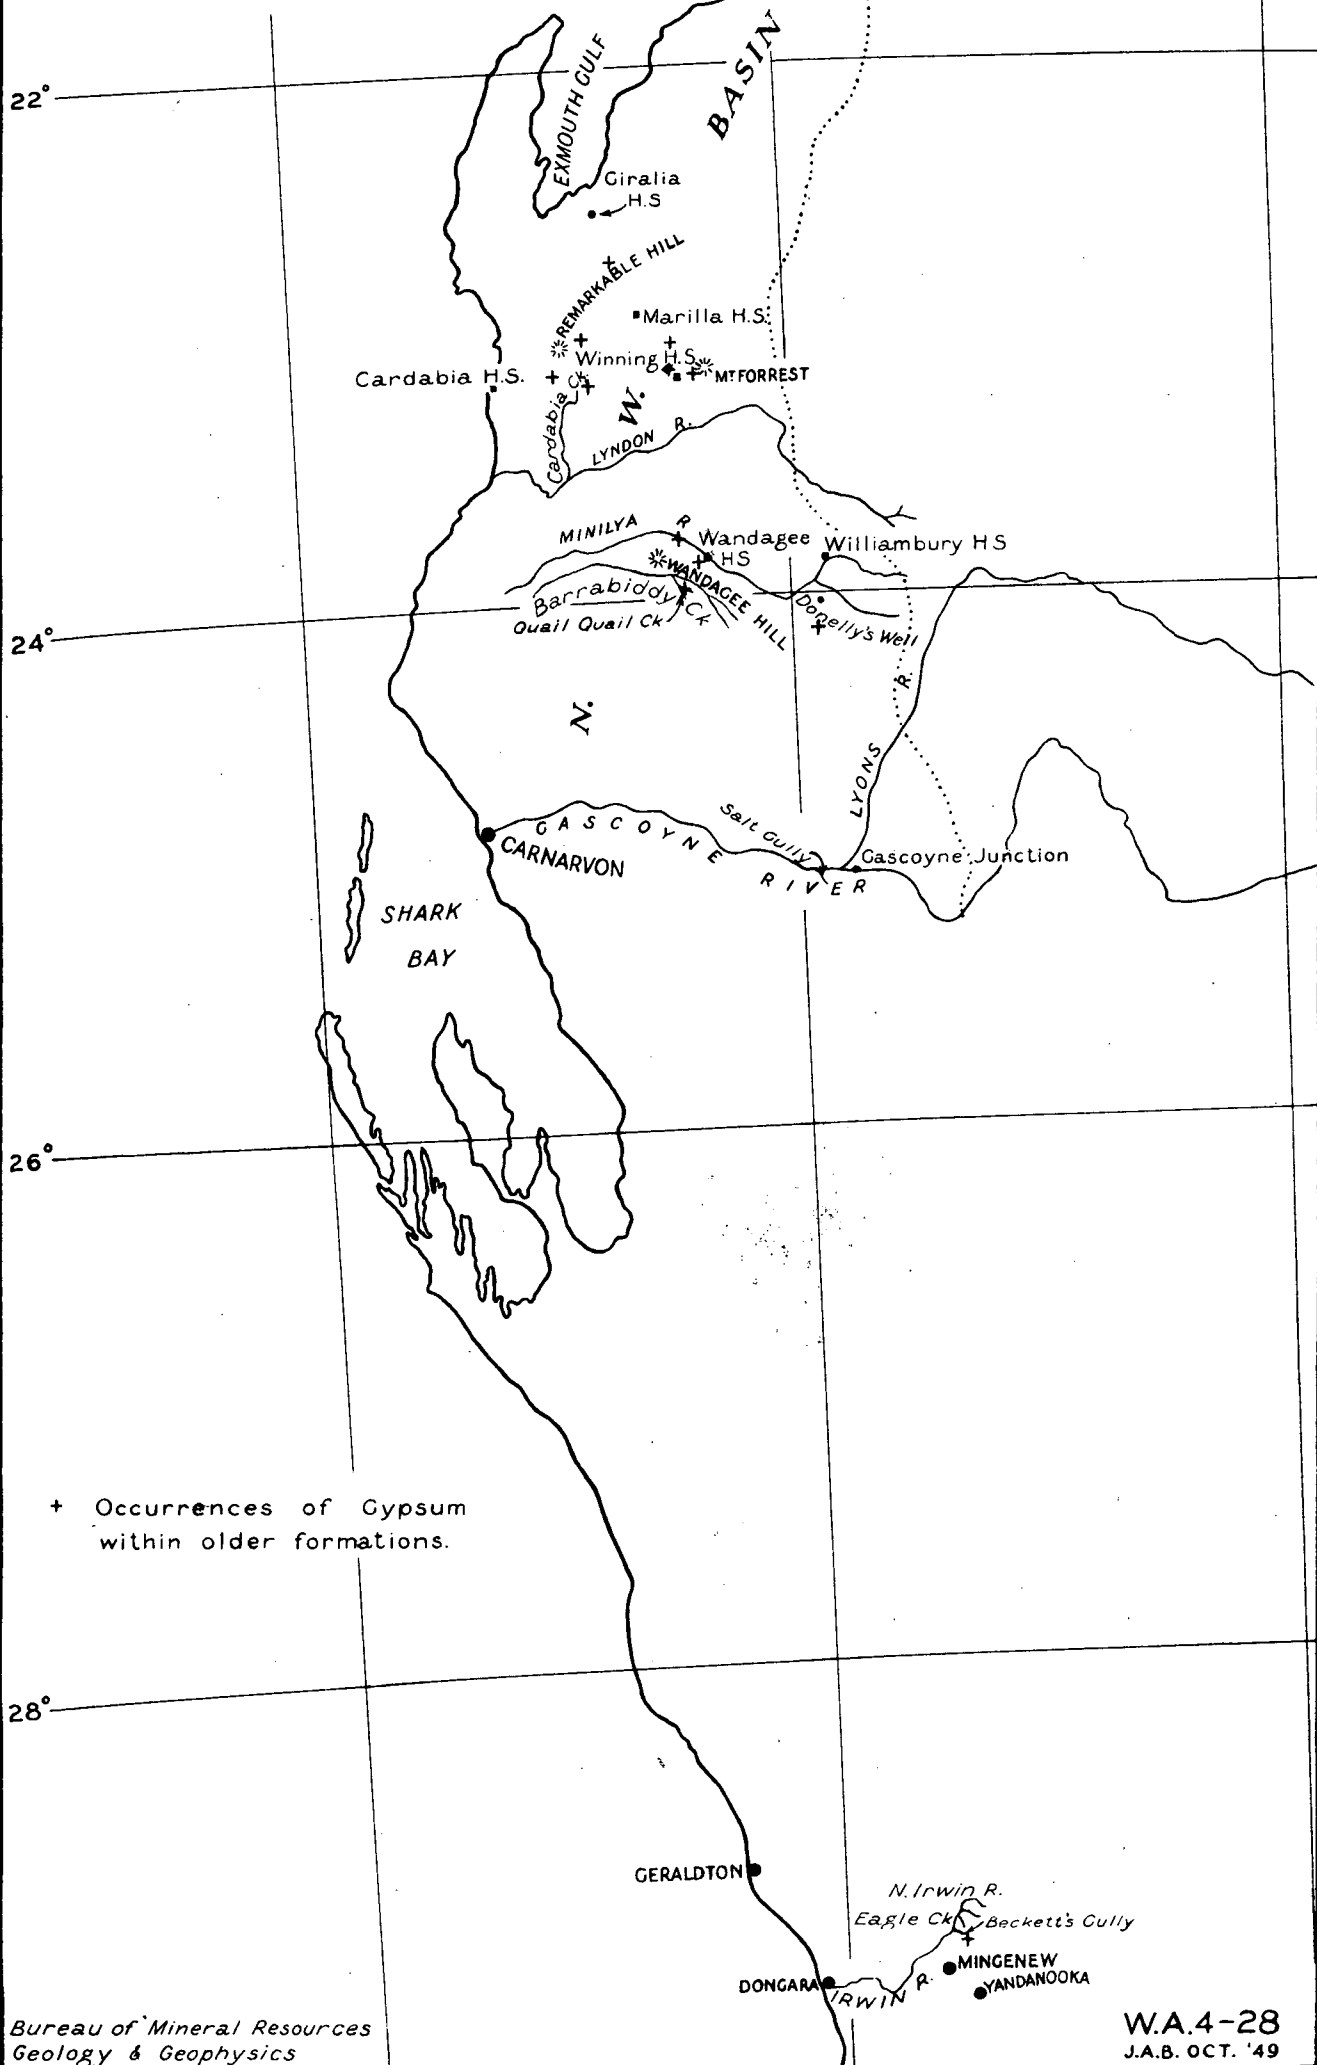 22°
EXMOUTH GULF
BASIN
Giralia
H.S
REMARKABLE HILL
Marilla H.S.
Winning H.S.
Cardabia H.S.
MT FORREST
Cardabia Ck.
W.
LYNDON R.
MINILYA R
Wandagee
HS
Williambury HS
WANDAGEE HILL
Barrabiddy Ck
Quail Quail Ck
Donelly's Well
24°
N.
LYONS R.
Salt Gully
GASCOYNE RIVER
CARNARVON
Gascoyne Junction
SHARK
BAY
26°
+ Occurrences of Gypsum
within older formations.
28°
GERALDTON
N. Irwin R.
Eagle Ck
Beckett's Gully
MINGENEW
YANDANOOKA
DONGARA
IRWIN R.
Bureau of Mineral Resources
Geology & Geophysics
W.A.4-28
J.A.B. OCT. '49